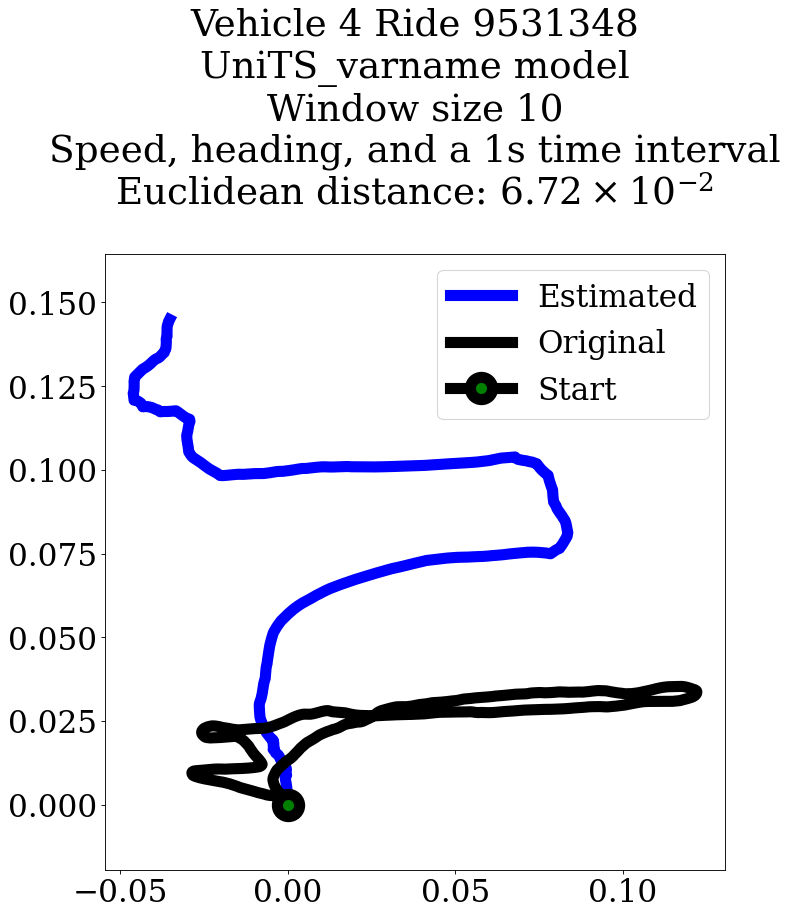 Vehicle 4 Ride 9531348
UniTS_varname model
Window size 10
Speed, heading, and a 1s time interval
Euclidean distance: 6.72 × 10⁻²
Estimated
Original
Start
0.150
0.125
0.100
0.075
0.050
0.025
0.000
−0.05 0.00 0.05 0.10